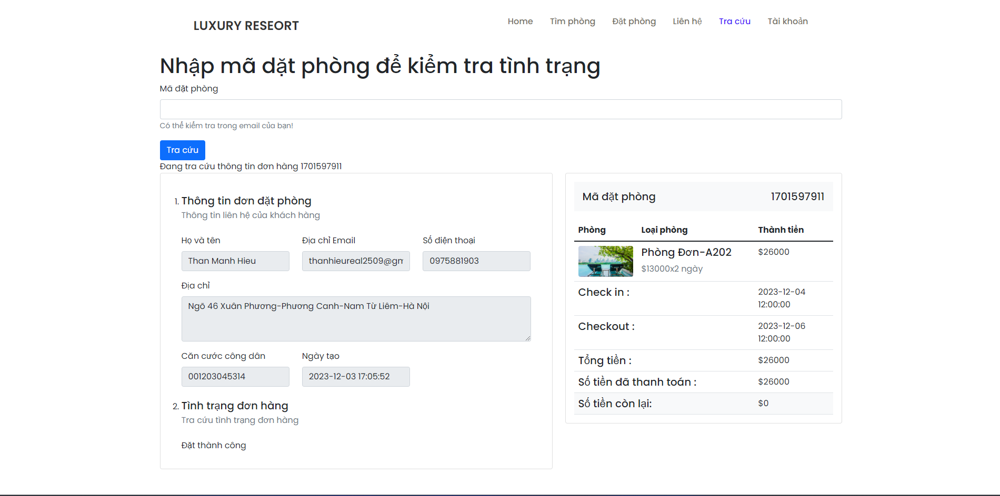 LUXURY RESEORT
Home Tìm phòng Đặt phòng Liên hệ Tra cứu Tài khoản
Nhập mã dặt phòng để kiểm tra tình trạng
Mã đặt phòng
Có thể kiểm tra trong email của bạn!
Tra cứu
Đang tra cứu thông tin đơn hàng 1701597911
1. Thông tin đơn đặt phòng
Thông tin liên hệ của khách hàng
Họ và tên Địa chỉ Email Số điện thoại
Than Manh Hieu thanhieureal2509@gm 0975881903
Địa chỉ
Ngõ 46 Xuân Phương-Phương Canh-Nam Từ Liêm-Hà Nội
Căn cước công dân Ngày tạo
001203045314 2023-12-03 17:05:52
2. Tình trạng đơn hàng
Tra cứu tình trạng đơn hàng
Đặt thành công
Mã đặt phòng 1701597911
Phòng Loại phòng Thành tiền
Phòng Đơn-A202 $26000
$13000x2 ngày
Check in : 2023-12-04
12:00:00
Checkout : 2023-12-06
12:00:00
Tổng tiền : $26000
Số tiền đã thanh toán : $26000
Số tiền còn lại: $0